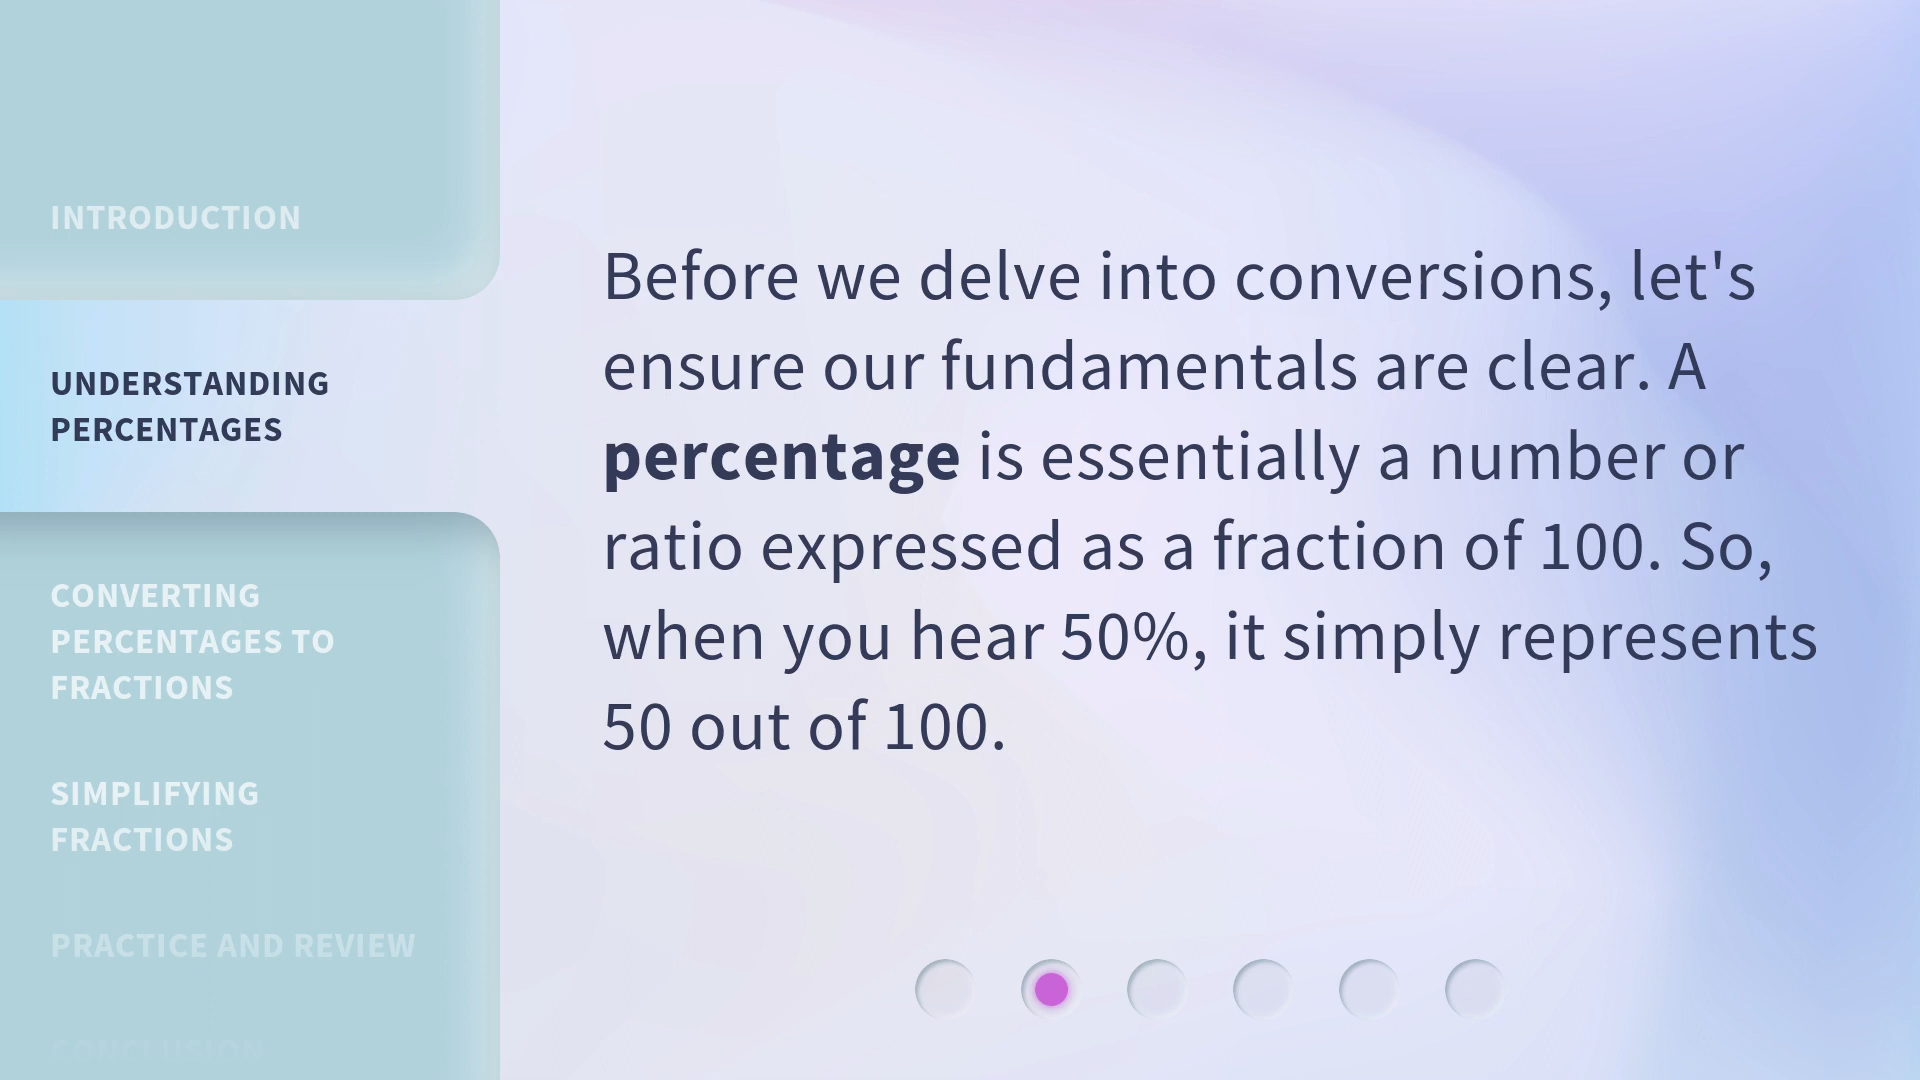 INTRODUCTION
UNDERSTANDING
PERCENTAGES
CONVERTING
PERCENTAGES TO
FRACTIONS
SIMPLIFYING
FRACTIONS
PRACTICE AND REVIEW
CONCLUSION
Before we delve into conversions, let's
ensure our fundamentals are clear. A
percentage is essentially a number or
ratio expressed as a fraction of 100. So,
when you hear 50%, it simply represents
50 out of 100.